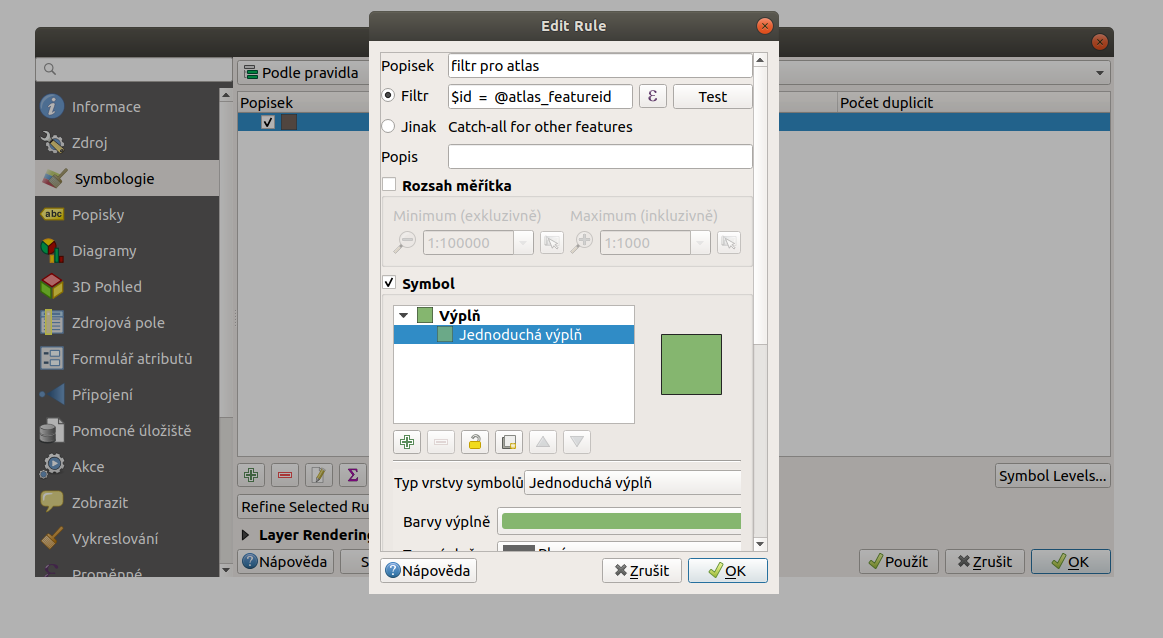 Edit Rule
Popisek
filtr pro atlas
Filtr
$id = @atlas_featureid
ε
Test
Jinak
Catch-all for other features
Popis
Rozsah měřítka
Minimum (exkluzivně)
Maximum (inkluzivně)
1:100000
1:1000
Symbol
Výplň
Jednoduchá výplň
Typ vrstvy symbolů
Jednoduchá výplň
Barvy výplně
Nápověda
Zrušit
OK
Podle pravidla
Popisek
Počet duplicit
Informace
Zdroj
Symbologie
abc
Popisky
Diagramy
3D Pohled
Zdrojová pole
Formulář atributů
Připojení
Pomocné úložiště
Akce
Zobrazit
Vykreslování
Proměnné
Σ
Symbol Levels...
Refine Selected Ru
Layer Rendering
Nápověda
S
Použít
Zrušit
OK